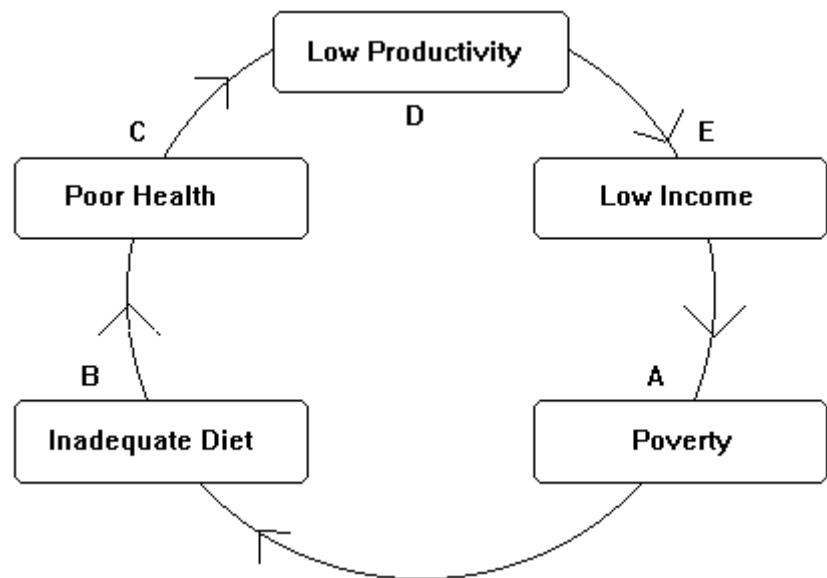 Low Productivity
D
C
E
Poor Health
Low Income
B
A
Inadequate Diet
Poverty